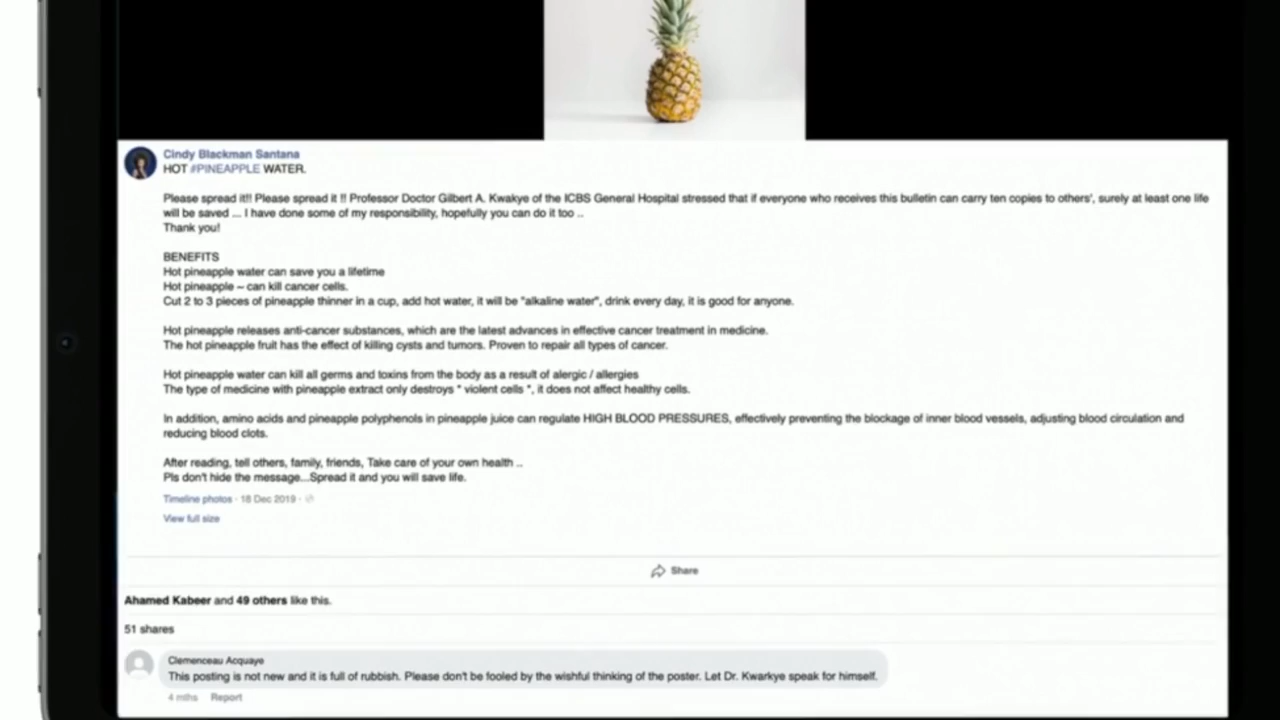 Cindy Blackman Santana
HOT #PINEAPPLE WATER.
Please spread it!! Please spread it !! Professor Doctor Gilbert A. Kwakye of the ICBS General Hospital stressed that if everyone who receives this bulletin can carry ten copies to others', surely at least one life
will be saved ... I have done some of my responsibility, hopefully you can do it too ..
Thank you!
BENEFITS
Hot pineapple water can save you a lifetime
Hot pineapple ~ can kill cancer cells.
Cut 2 to 3 pieces of pineapple thinner in a cup, add hot water, it will be "alkaline water", drink every day, it is good for anyone.
Hot pineapple releases anti-cancer substances, which are the latest advances in effective cancer treatment in medicine.
The hot pineapple fruit has the effect of killing cysts and tumors. Proven to repair all types of cancer.
Hot pineapple water can kill all germs and toxins from the body as a result of alergic / allergies
The type of medicine with pineapple extract only destroys " violent cells ", it does not affect healthy cells.
In addition, amino acids and pineapple polyphenols in pineapple juice can regulate HIGH BLOOD PRESSURES, effectively preventing the blockage of inner blood vessels, adjusting blood circulation and
reducing blood clots.
After reading, tell others, family, friends, Take care of your own health ..
Pls don't hide the message...Spread it and you will save life.
Timeline photos · 18 Dec 2019 ·
View full size
Share
Ahamed Kabeer and 49 others like this.
51 shares
Clemenceau Acquaye
This posting is not new and it is full of rubbish. Please don't be fooled by the wishful thinking of the poster. Let Dr. Kwarkye speak for himself.
4 mths Report